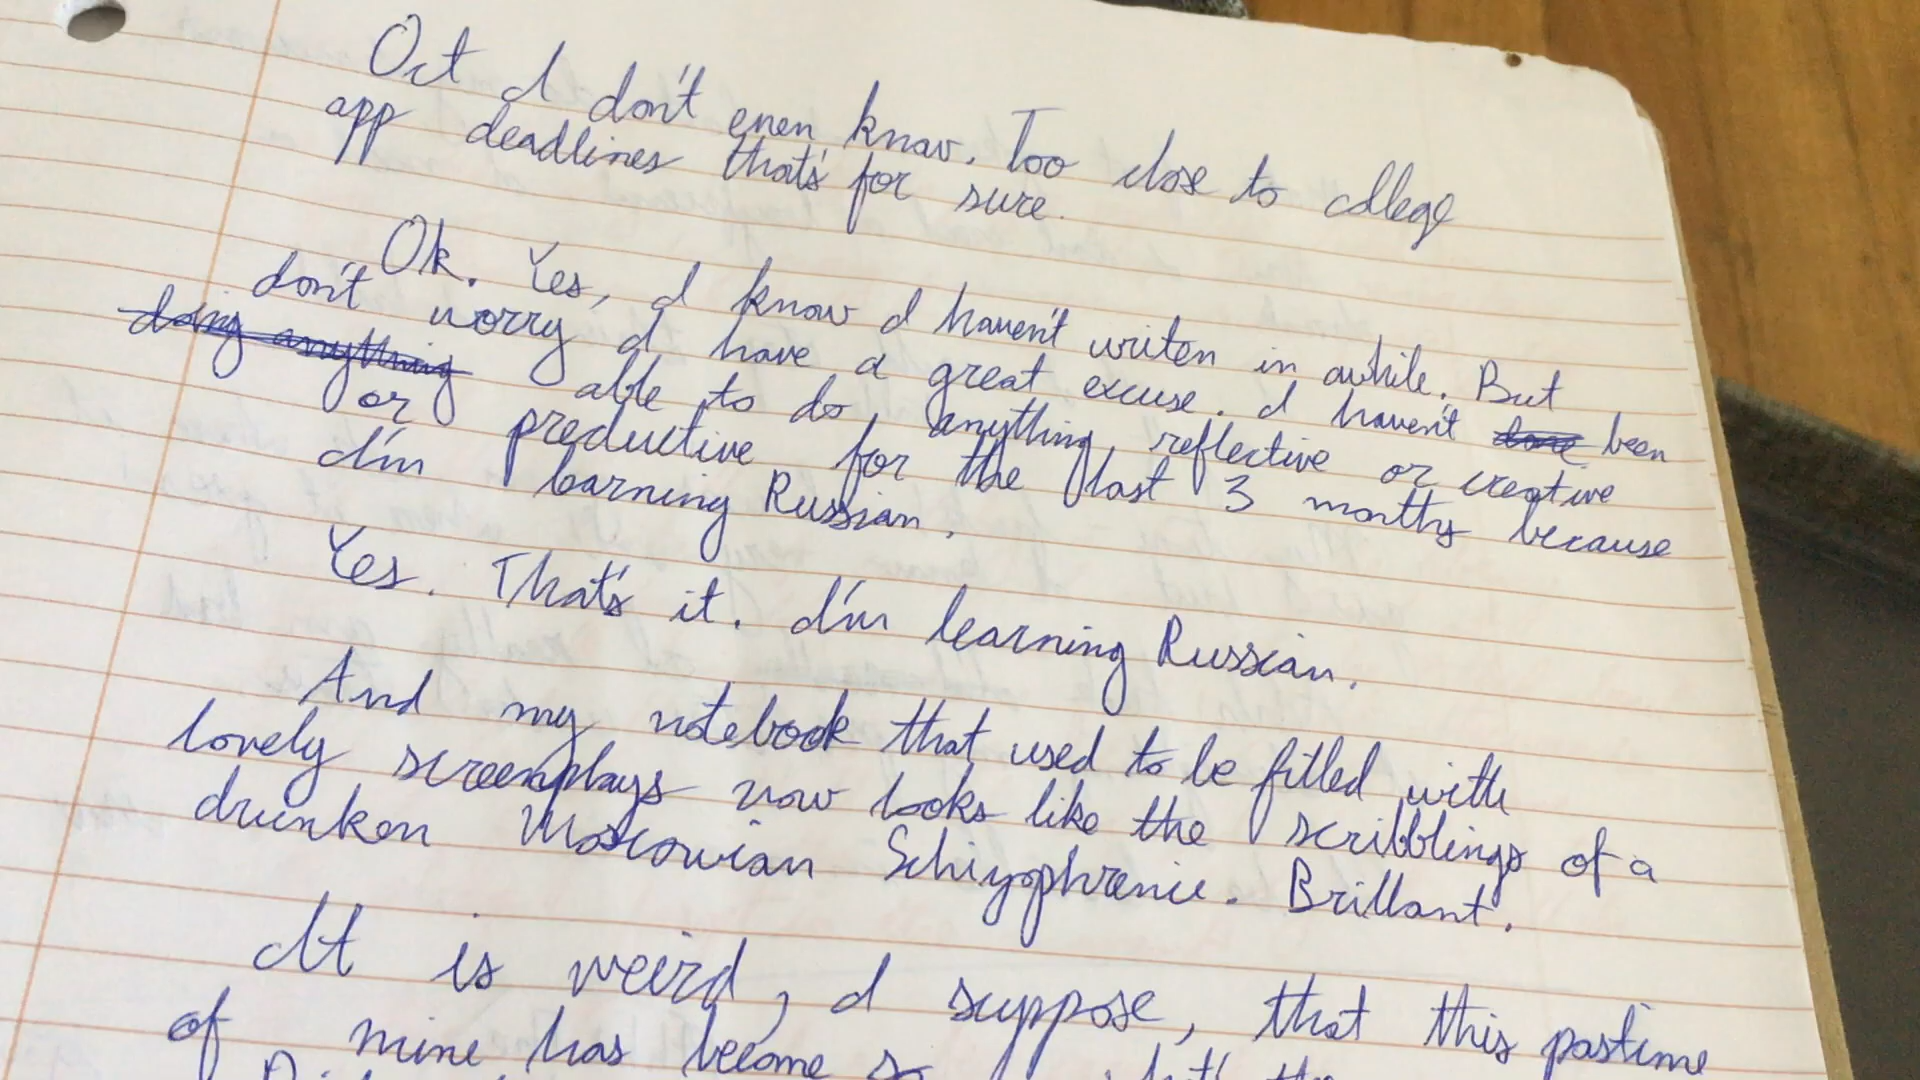 Oct I don't even know. Too close to college
app deadlines that's for sure.
Ok. Yes, I know I haven't writen in awhile. But
don't worry I have a great excuse. I haven't done been
doing anything able to do anything reflective or creative
or productive for the last 3 months because
I'm learning Russian.
Yes. That's it. I'm learning Russian.
And my notebook that used to be filled with
lovely screenplays now looks like the scribblings of a
drunken Moscowian Schizophrenic. Brillant.
It is weird, I suppose, that this pastime
of mine has become so